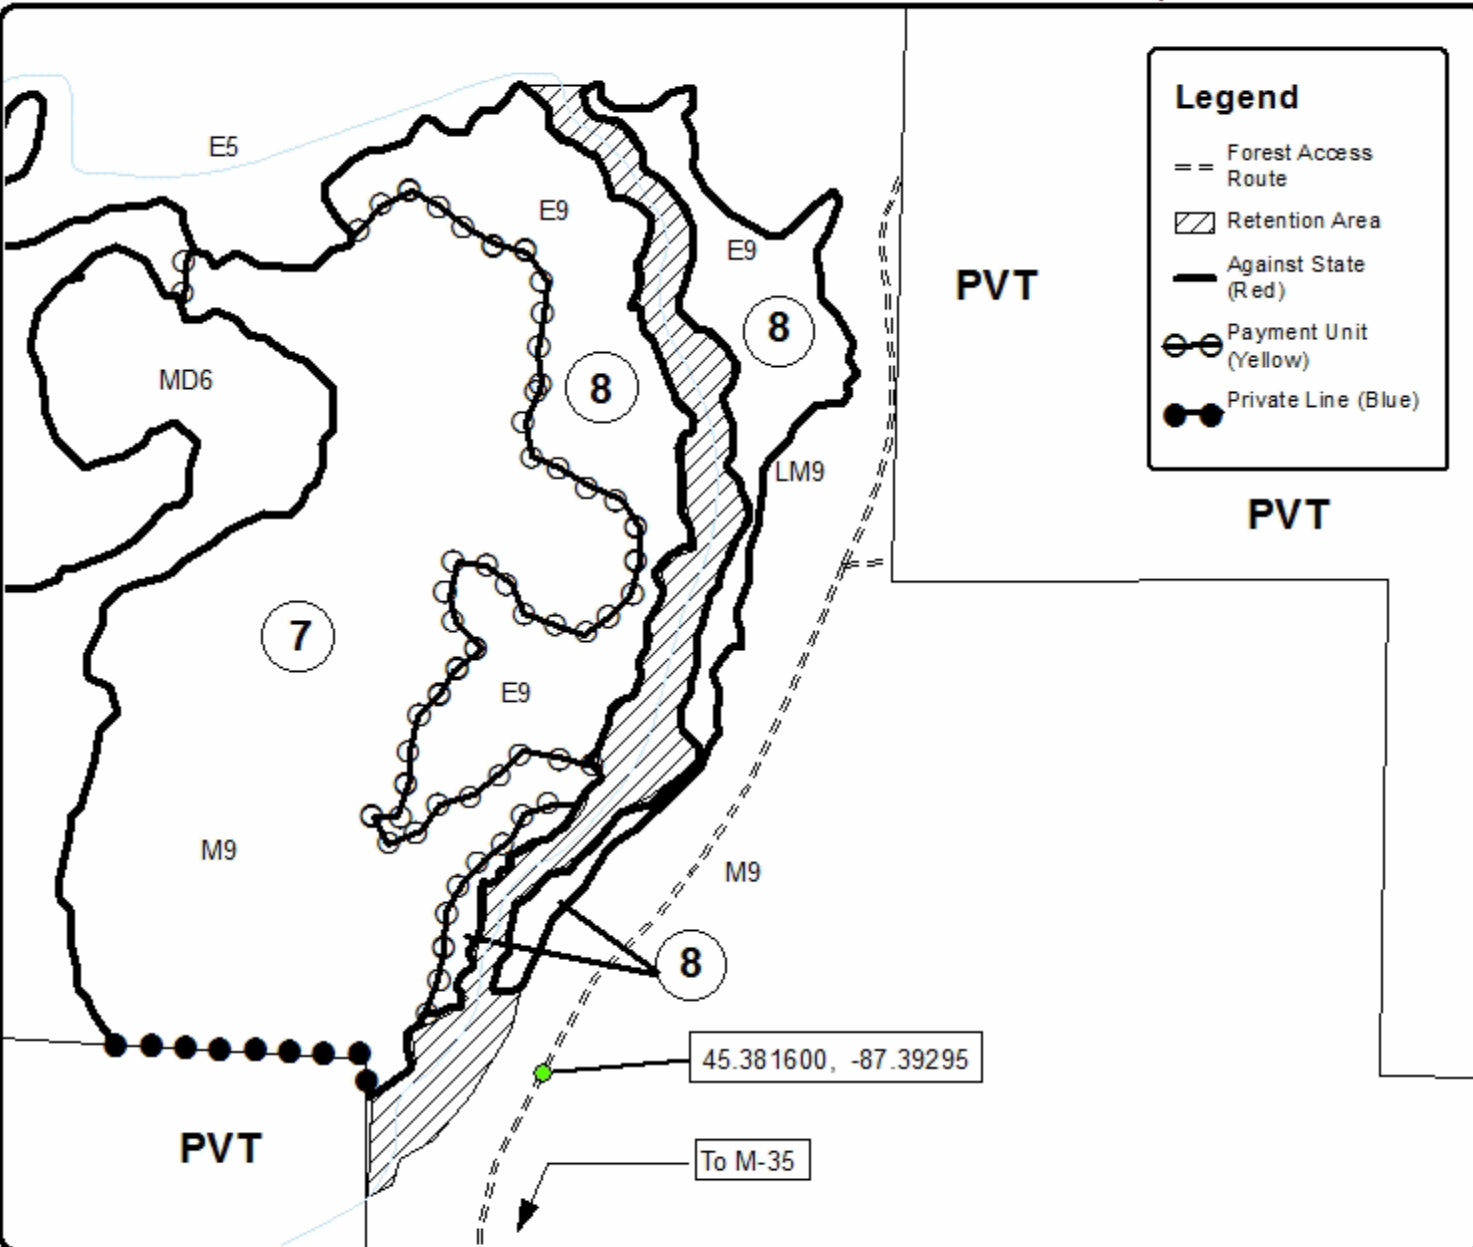 Legend
Forest Access
Route
Retention Area
Against State
(Red)
Payment Unit
(Yellow)
Private Line (Blue)
E5
E9
E9
PVT
8
MD6
8
LM9
PVT
7
E9
M9
M9
8
45.381600, -87.39295
PVT
To M-35